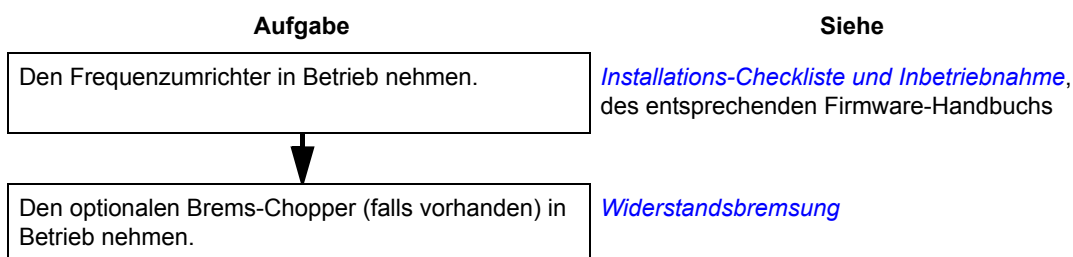 Aufgabe Siehe
Den Frequenzumrichter in Betrieb nehmen. Installations-Checkliste und Inbetriebnahme,
des entsprechenden Firmware-Handbuchs
Den optionalen Brems-Chopper (falls vorhanden) in Widerstandsbremsung
Betrieb nehmen.